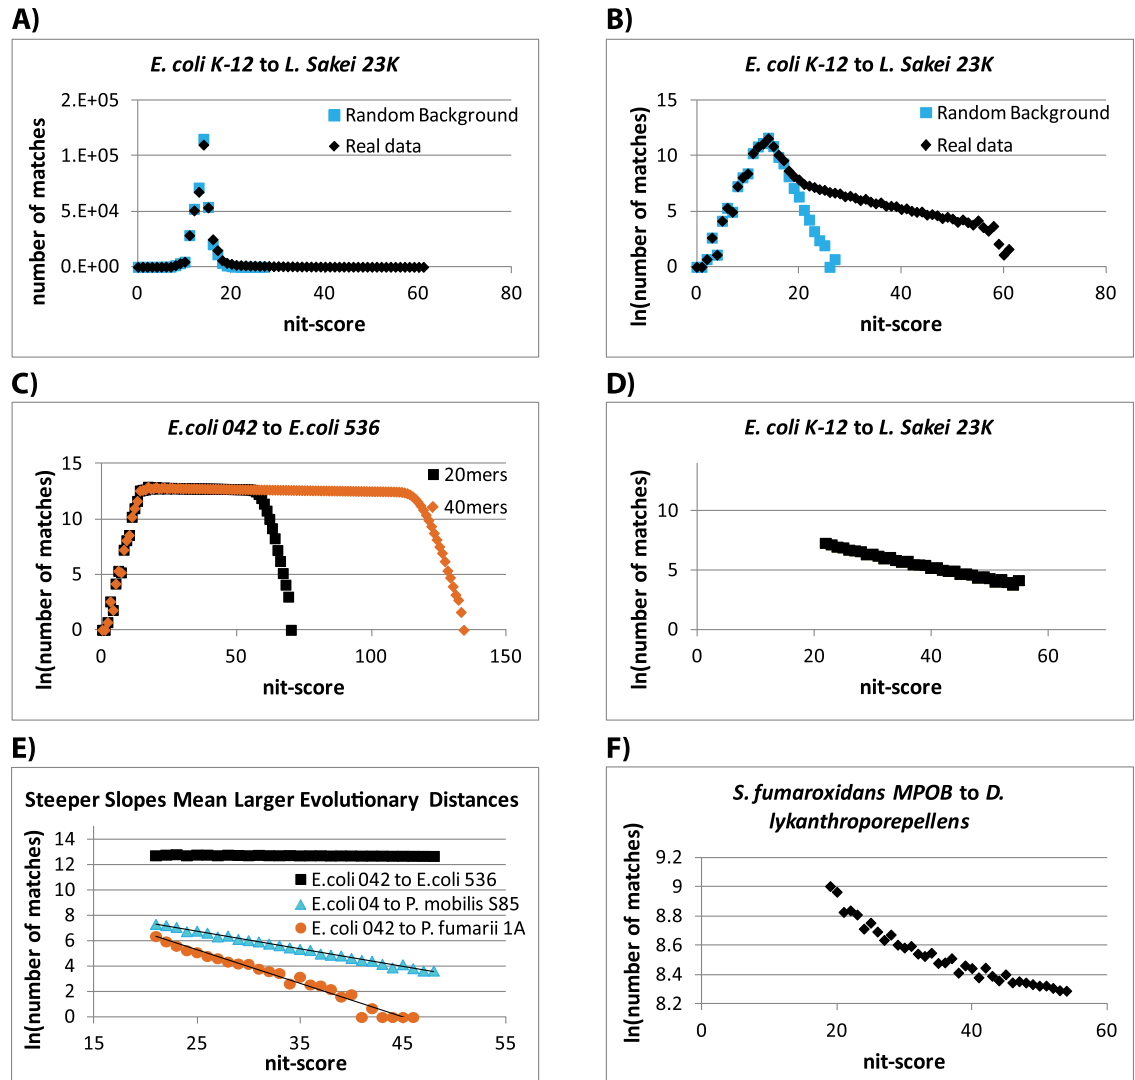 A)
E. coli K-12 to L. Sakei 23K
number of matches
2.E+05
1.E+05
5.E+04
0.E+00
Random Background
Real data
0 20 40 60 80
nit-score
B)
E. coli K-12 to L. Sakei 23K
ln(number of matches)
15
10
5
0
Random Background
Real data
0 20 40 60 80
nit-score
C)
E.coli 042 to E.coli 536
ln(number of matches)
15
10
5
0
20mers
40mers
0 50 100 150
nit-score
D)
E. coli K-12 to L. Sakei 23K
ln(number of matches)
10
5
0
0 20 40 60
nit-score
E)
Steeper Slopes Mean Larger Evolutionary Distances
ln(number of matches)
14
12
10
8
6
4
2
0
E.coli 042 to E.coli 536
E.coli 04 to P. mobilis S85
E. coli 042 to P. fumarii 1A
15 25 35 45 55
nit-score
F)
S. fumaroxidans MPOB to D.
lykanthroporepellens
ln(number of matches)
9.2
9
8.8
8.6
8.4
8.2
0 20 40 60
nit-score